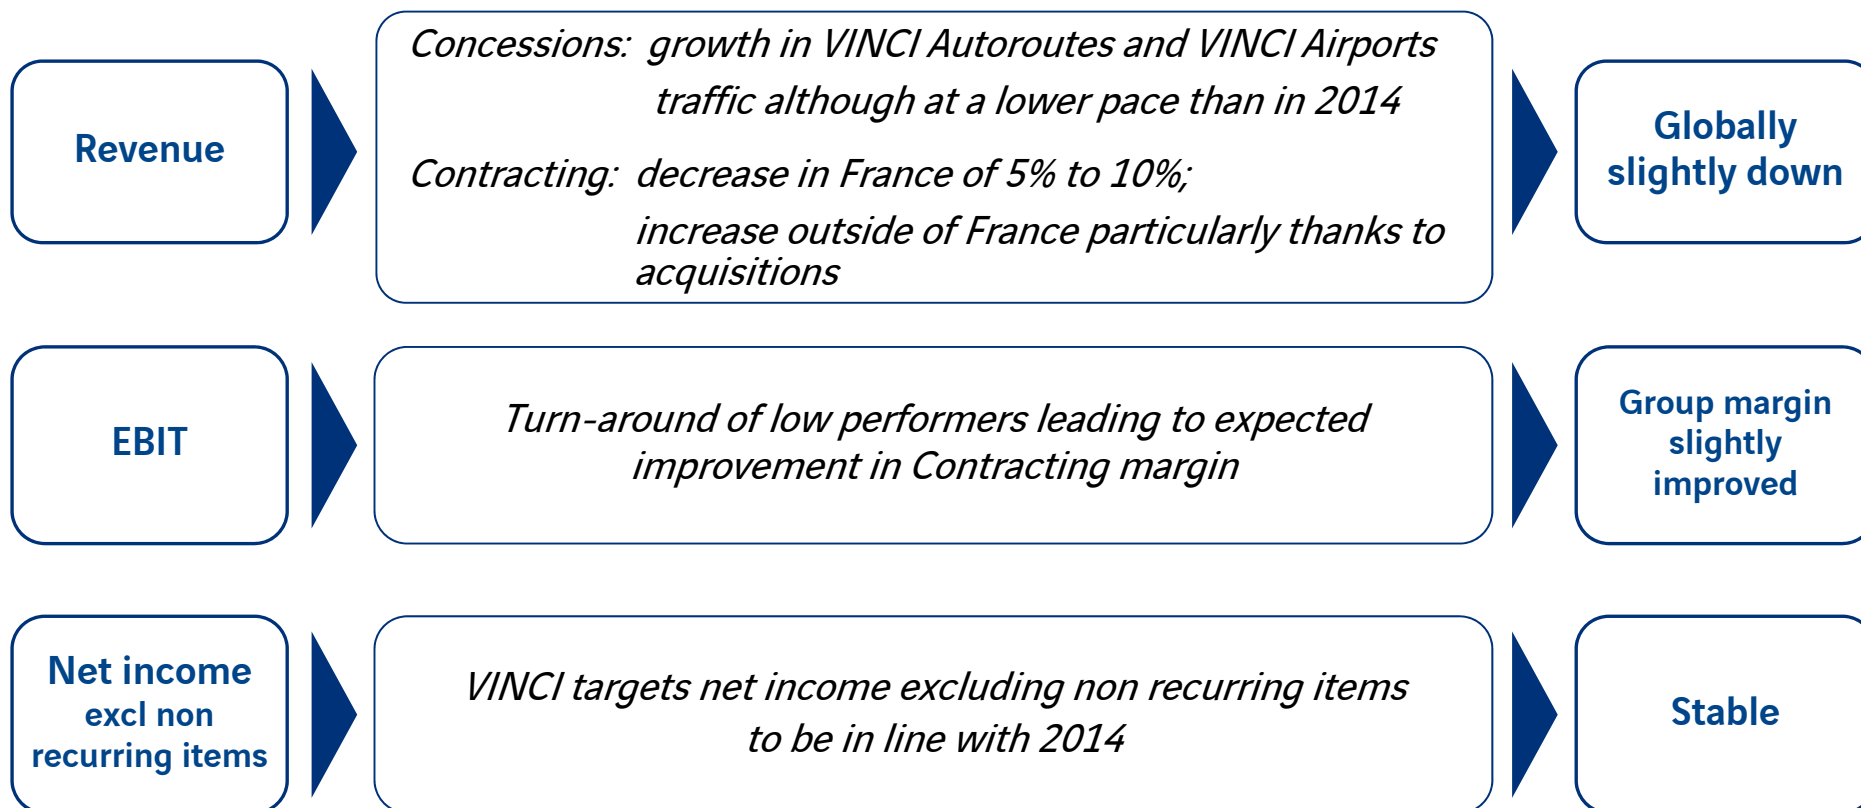 Revenue
Concessions: growth in VINCI Autoroutes and VINCI Airports
traffic although at a lower pace than in 2014
Contracting: decrease in France of 5% to 10%;
increase outside of France particularly thanks to
acquisitions
Globally
slightly down
EBIT
Turn-around of low performers leading to expected
improvement in Contracting margin
Group margin
slightly
improved
Net income
excl non
recurring items
VINCI targets net income excluding non recurring items
to be in line with 2014
Stable